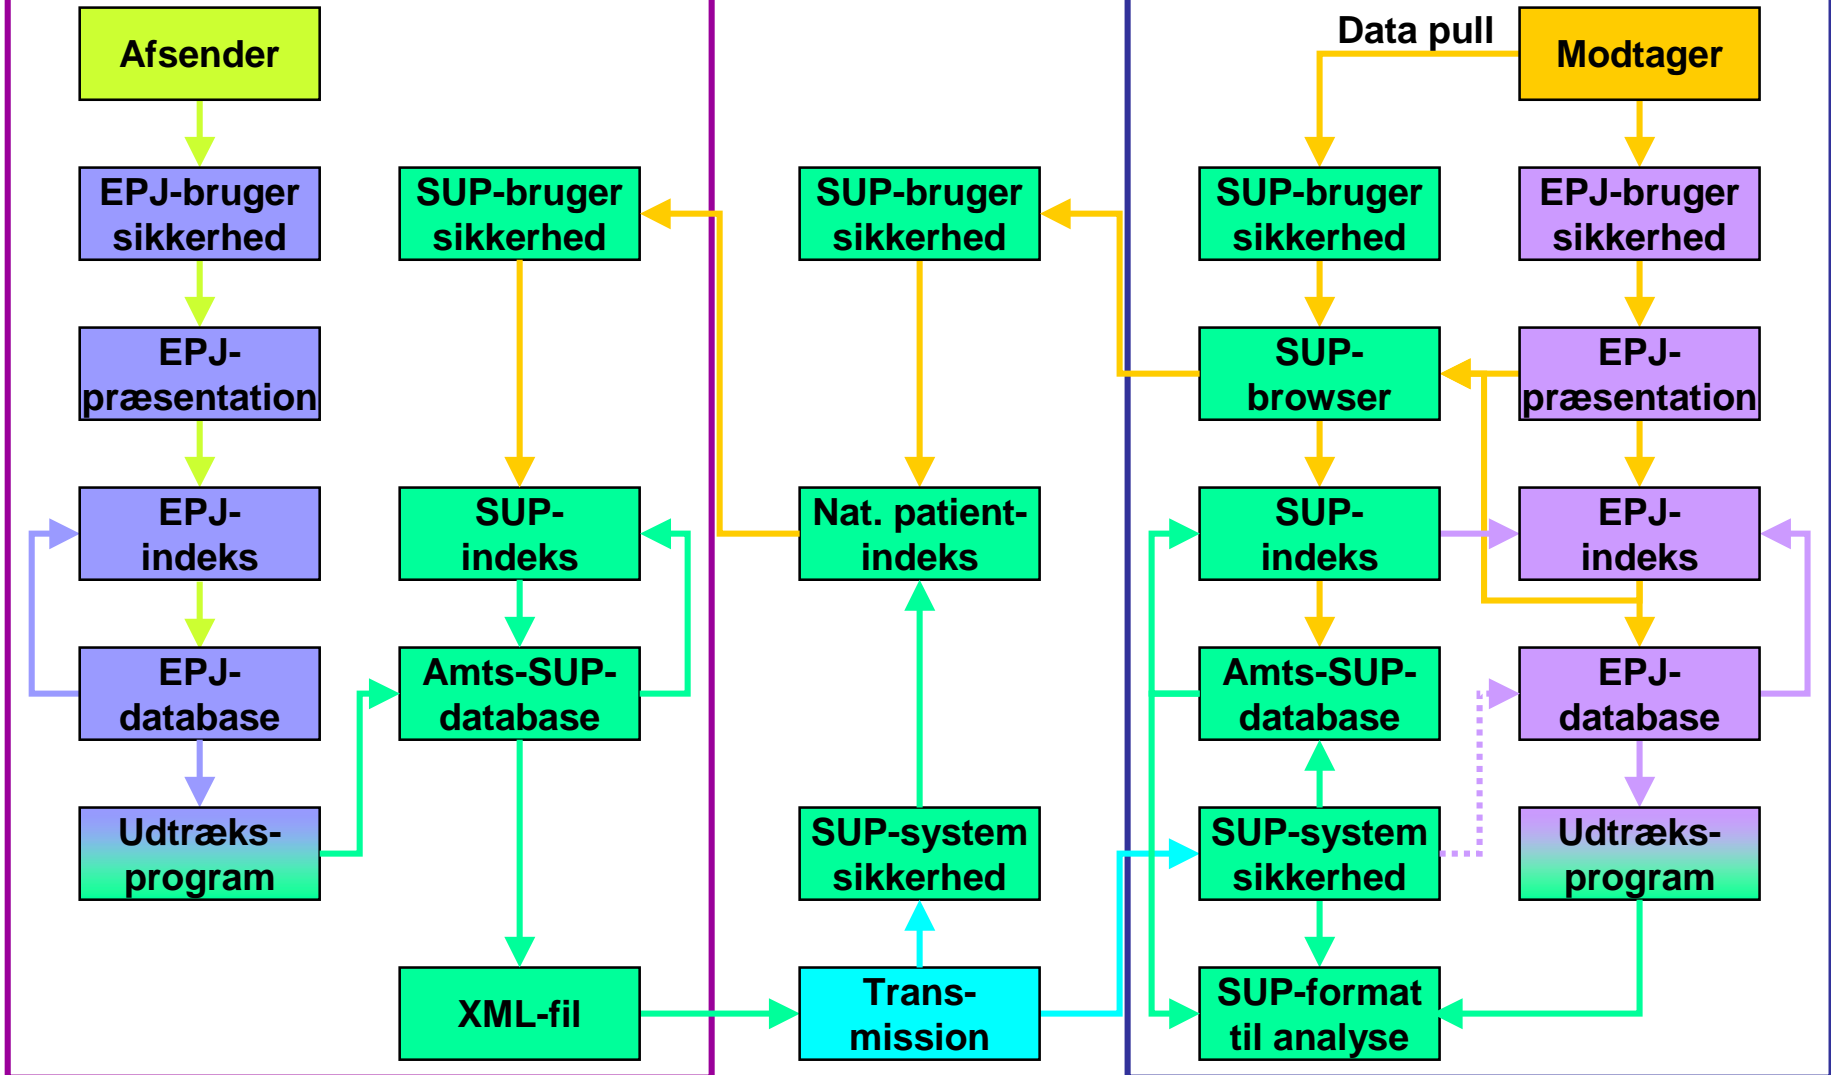 Afsender
Data pull
Modtager
EPJ-bruger
sikkerhed
SUP-bruger
sikkerhed
SUP-bruger
sikkerhed
SUP-bruger
sikkerhed
EPJ-bruger
sikkerhed
EPJ-
præsentation
SUP-
browser
EPJ-
præsentation
EPJ-
indeks
SUP-
indeks
Nat. patient-
indeks
SUP-
indeks
EPJ-
indeks
EPJ-
database
Amts-SUP-
database
Amts-SUP-
database
EPJ-
database
Udtræks-
program
SUP-system
sikkerhed
SUP-system
sikkerhed
Udtræks-
program
XML-fil
Trans-
mission
SUP-format
til analyse